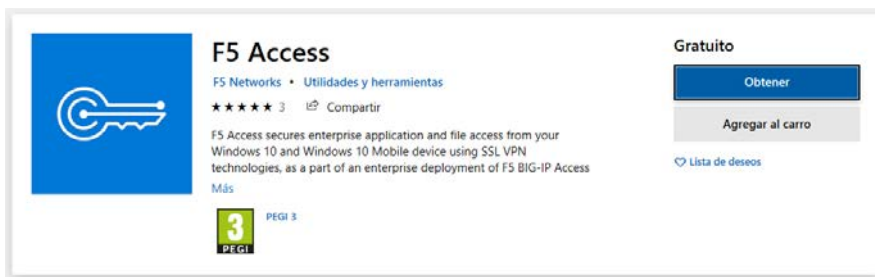 F5 Access
F5 Networks • Utilidades y herramientas
★★★★★ 3 Compartir
F5 Access secures enterprise application and file access from your
Windows 10 and Windows 10 Mobile device using SSL VPN
technologies, as a part of an enterprise deployment of F5 BIG-IP Access
Más
3
PEGI
PEGI 3
Gratuito
Obtener
Agregar al carro
Lista de deseos